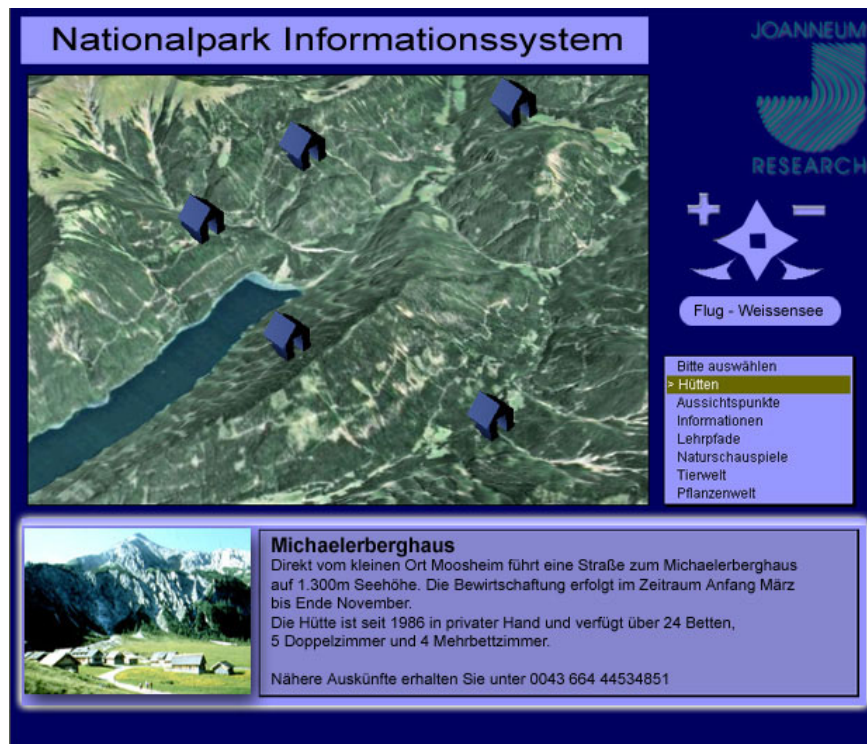 Nationalpark Informationssystem
JOANNEUM
RESEARCH
Flug - Weissensee
Bitte auswählen
> Hütten
Aussichtspunkte
Informationen
Lehrpfade
Naturschauspiele
Tierwelt
Pflanzenwelt
Michaelerberghaus
Direkt vom kleinen Ort Moosheim führt eine Straße zum Michaelerberghaus
auf 1.300m Seehöhe. Die Bewirtschaftung erfolgt im Zeitraum Anfang März
bis Ende November.
Die Hütte ist seit 1986 in privater Hand und verfügt über 24 Betten,
5 Doppelzimmer und 4 Mehrbettzimmer.
Nähere Auskünfte erhalten Sie unter 0043 664 44534851